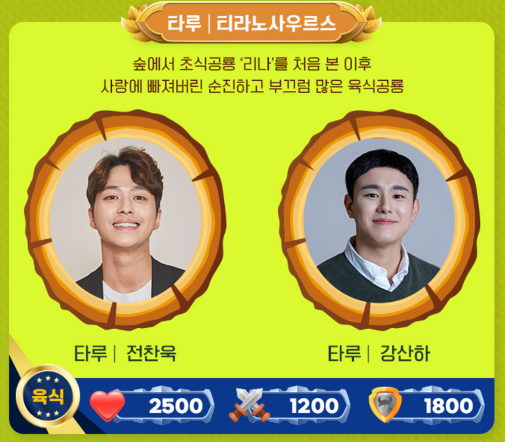 타루 | 티라노사우르스
숲에서 초식공룡 '리나'를 처음 본 이후
사랑에 빠져버린 순진하고 부끄럼 많은 육식공룡
타루 | 전찬욱
타루 | 강산하
육식
2500
1200
1800